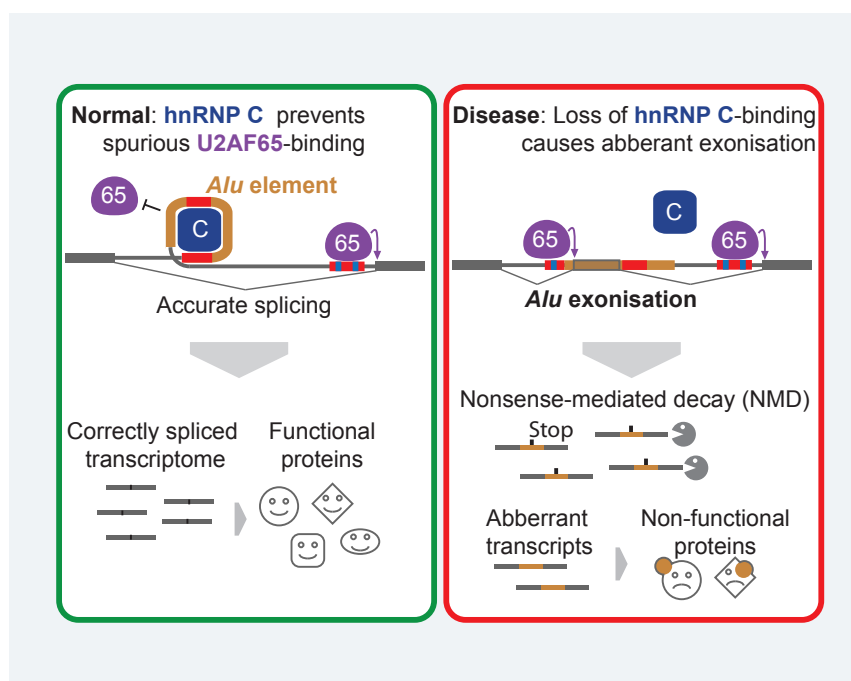 Normal: hnRNP C prevents
spurious U2AF65-binding
Alu element
65
C
65
Accurate splicing
Correctly spliced
transcriptome
Functional
proteins
Disease: Loss of hnRNP C-binding
causes abberant exonisation
C
65
65
Alu exonisation
Nonsense-mediated decay (NMD)
Stop
Abberrant
transcripts
Non-functional
proteins